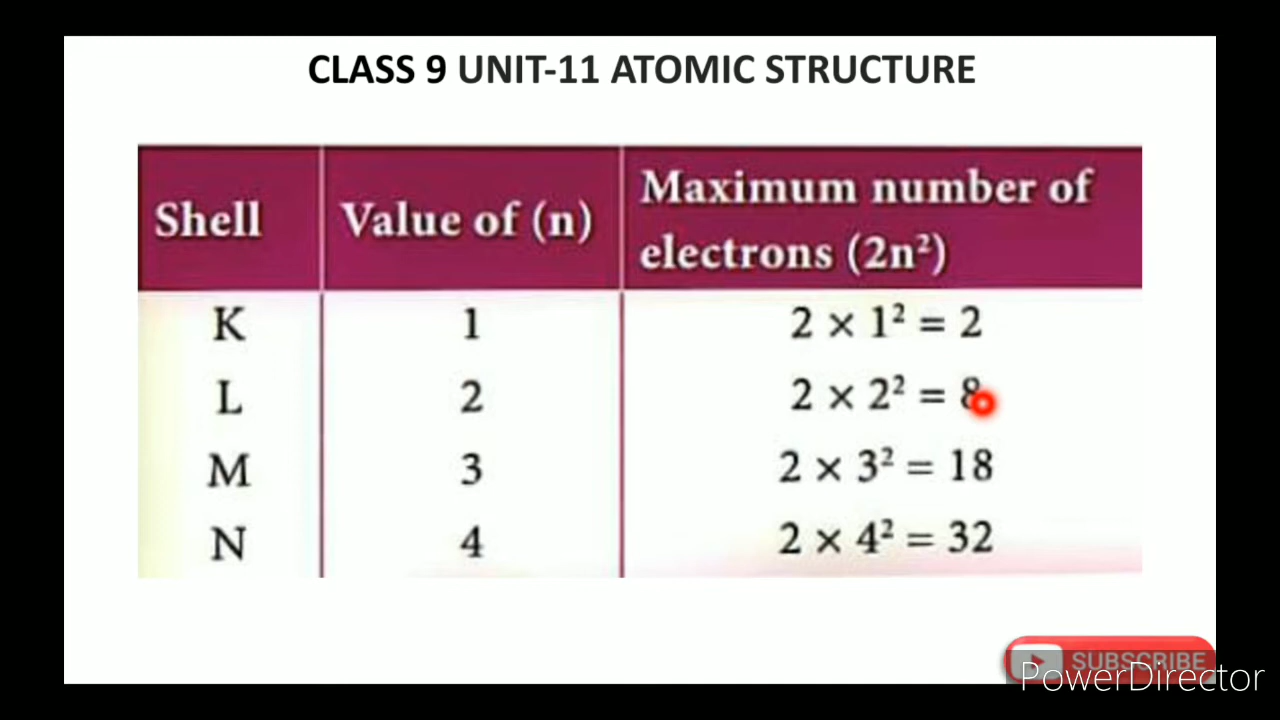 CLASS 9 UNIT-11 ATOMIC STRUCTURE
Shell Value of (n) Maximum number of
electrons (2n²)
K 1 2 × 1² = 2
L 2 2 × 2² = 8
M 3 2 × 3² = 18
N 4 2 × 4² = 32
SUBSCRIBE
PowerDirector